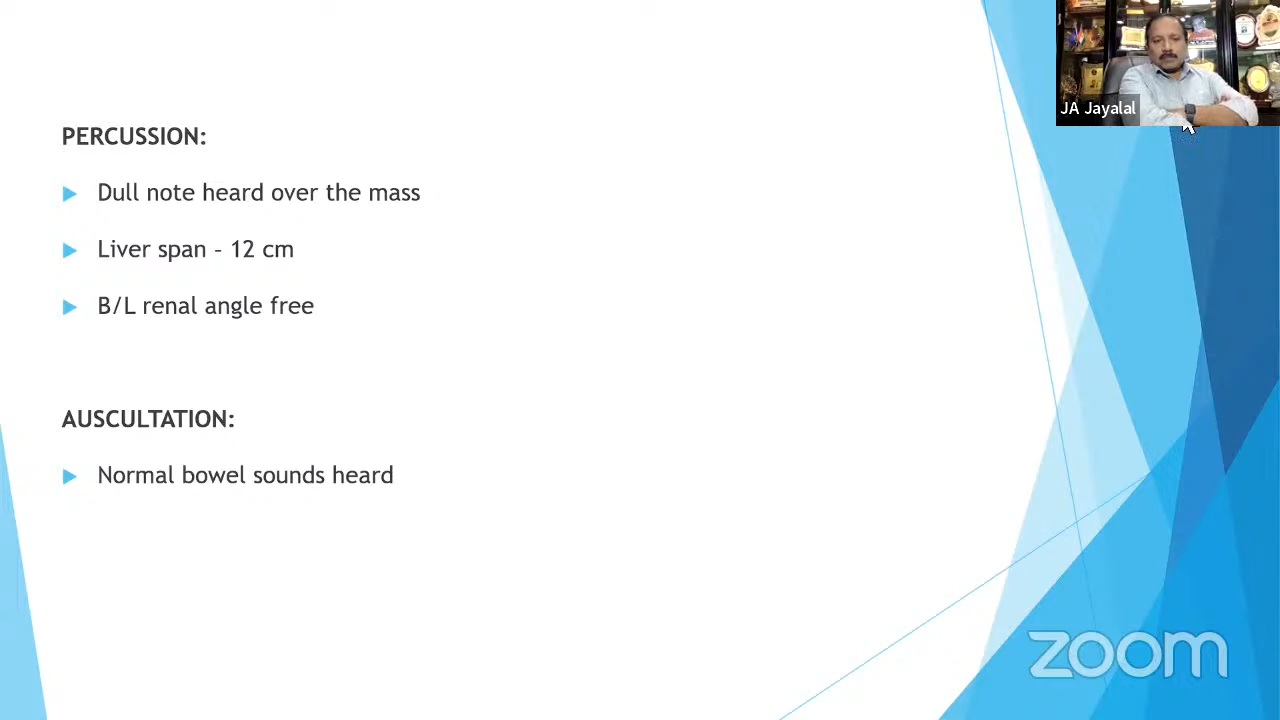 JA Jayalal
PERCUSSION:
Dull note heard over the mass
Liver span – 12 cm
B/L renal angle free
AUSCULTATION:
Normal bowel sounds heard
zoom